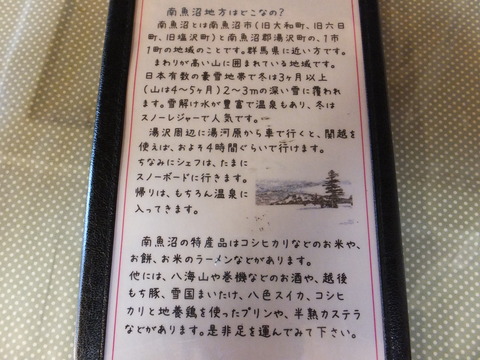 南魚沼地方はどこなの？
南魚沼とは南魚沼市(旧大和町、旧六日
町、旧塩沢町)と南魚沼郡湯沢町の、1市
1町の地域のことです。群馬県に近い方です。
まわりが高い山に囲まれている地域です。
日本有数の豪雪地帯で冬は3ヶ月以上
(山は4～5ヶ月)2～3mの深い雪に覆われ
ます。雪解け水が豊富で温泉もあり、冬は
スノーレジャーで人気です。
湯沢周辺に湯河原から車で行くと、関越を
使えば、およそ4時間ぐらいで行けます。
ちなみにシェフは、たまに
スノーボードに行きます。
帰りは、もちろん温泉に
入ってきます。
南魚沼の特産品はコシヒカリなどのお米や、
お餅、お米のラーメンなどがあります。
他には、八海山や巻機などのお酒や、越後
もち豚、雪国まいたけ、八色スイカ、コシヒ
カリと地養鶏を使ったプリンや、半熟カステラ
などがあります。是非足を運んでみて下さい。